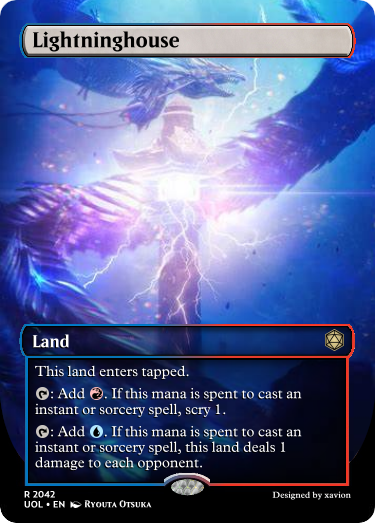 Lightninghouse
Land
This land enters tapped.
: Add . If this mana is spent to cast an
instant or sorcery spell, scry 1.
: Add . If this mana is spent to cast an
instant or sorcery spell, this land deals 1
damage to each opponent.
R 2042
UOL • EN Ryouta Otsuka
Designed by xavion